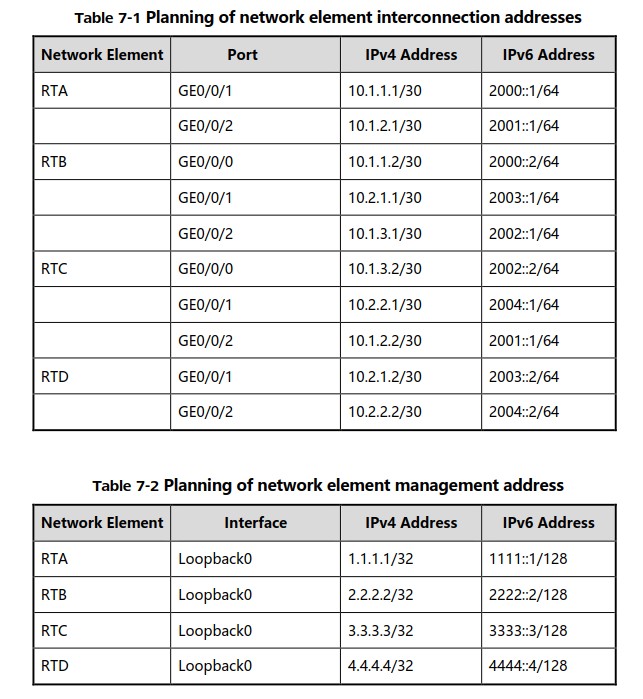 Table 7-1 Planning of network element interconnection addresses
Network Element Port IPv4 Address IPv6 Address
RTA GE0/0/1 10.1.1.1/30 2000::1/64
GE0/0/2 10.1.2.1/30 2001::1/64
RTB GE0/0/0 10.1.1.2/30 2000::2/64
GE0/0/1 10.2.1.1/30 2003::1/64
GE0/0/2 10.1.3.1/30 2002::1/64
RTC GE0/0/0 10.1.3.2/30 2002::2/64
GE0/0/1 10.2.2.1/30 2004::1/64
GE0/0/2 10.1.2.2/30 2001::1/64
RTD GE0/0/1 10.2.1.2/30 2003::2/64
GE0/0/2 10.2.2.2/30 2004::2/64
Table 7-2 Planning of network element management address
Network Element Interface IPv4 Address IPv6 Address
RTA Loopback0 1.1.1.1/32 1111::1/128
RTB Loopback0 2.2.2.2/32 2222::2/128
RTC Loopback0 3.3.3.3/32 3333::3/128
RTD Loopback0 4.4.4.4/32 4444::4/128